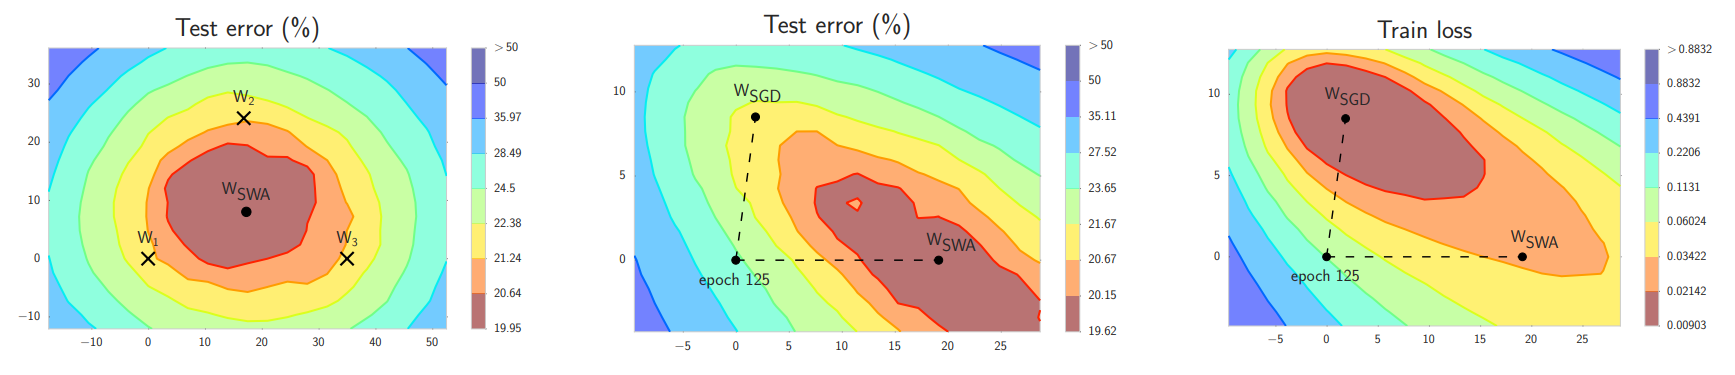 Test error (%)
30
20
10
0
−10
−10 0 10 20 30 40 50
W2
WSWA
W1
W3
> 50
50
35.97
28.49
24.5
22.38
21.24
20.64
19.95
Test error (%)
10
5
0
−5 0 5 10 15 20 25
WSGD
WSWA
epoch 125
> 50
50
35.11
27.52
23.65
21.67
20.67
20.15
19.62
Train loss
10
5
0
−5 0 5 10 15 20 25
WSGD
WSWA
epoch 125
> 0.8832
0.8832
0.4391
0.2206
0.1131
0.06024
0.03422
0.02142
0.00903